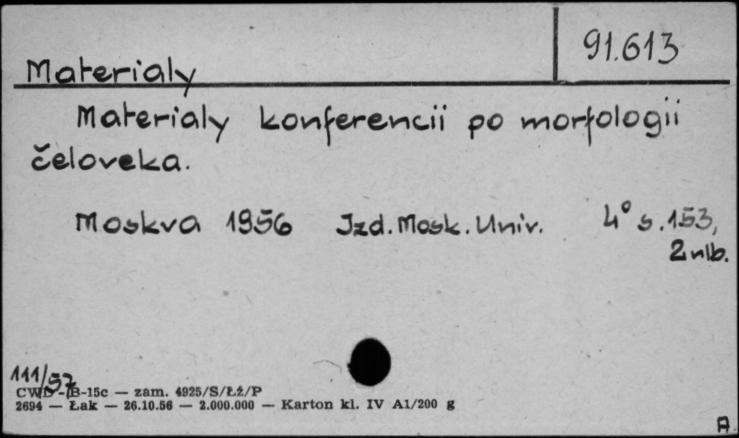 91.613
Materialy
Materialy konferencii po morfologii
čeloveka.
Moskva 1956 Izd. Mosk. Univ. 4° s. 153,
2 nlb.
111/57
CWD - B-15c — zam. 4925/S/Łż/P
2694 — Łak — 26.10.56 — 2.000.000 — Karton kl. IV A1/200 g
A